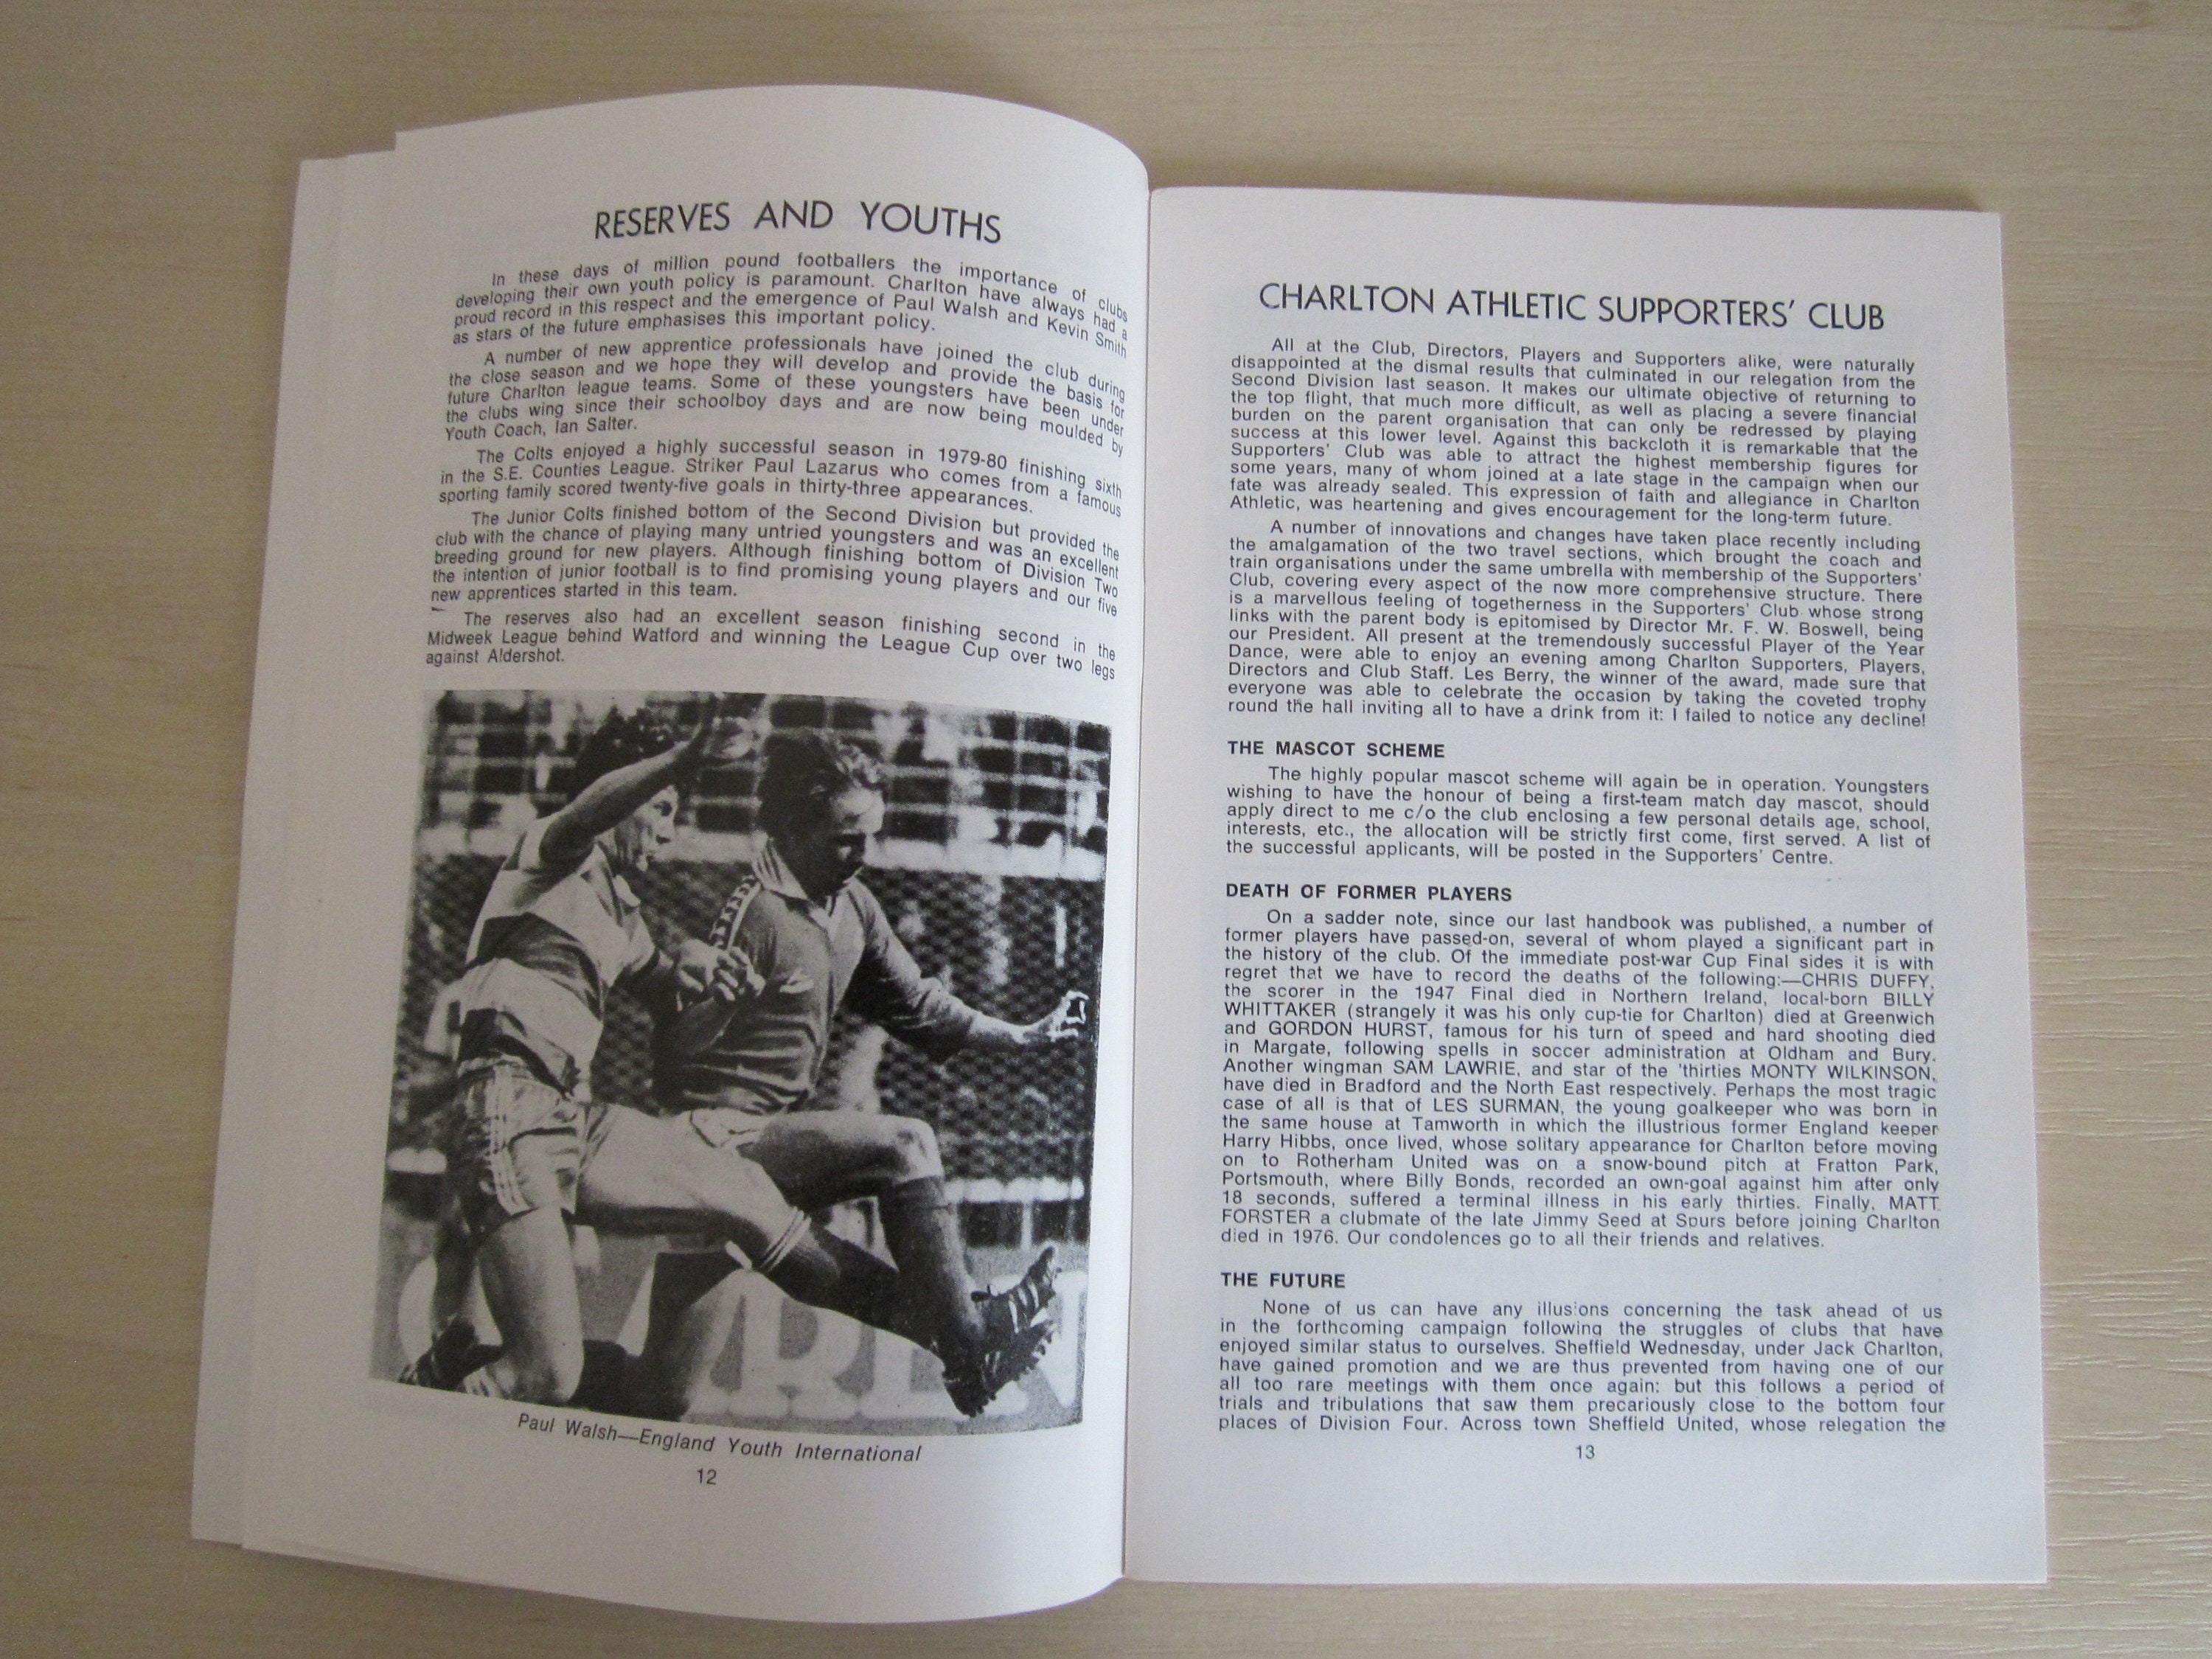 RESERVES AND YOUTHS
In these days of million pound footballers the importance of clubs
developing their own youth policy is paramount. Charlton have always had a
proud record in this respect and the emergence of Paul Walsh and Kevin Smith
as stars of the future emphasises this important policy.
A number of new apprentice professionals have joined the club during
the close season and we hope they will develop and provide the basis for
future Charlton league teams. Some of these youngsters have been under
the clubs wing since their schoolboy days and are now being moulded by
Youth Coach, Ian Salter.
The Colts enjoyed a highly successful season in 1979-80 finishing sixth
in the S.E. Counties League. Striker Paul Lazarus who comes from a famous
sporting family scored twenty-five goals in thirty-three appearances.
The Junior Colts finished bottom of the Second Division but provided the
club with the chance of playing many untried youngsters and was an excellent
breeding ground for new players. Although finishing bottom of Division Two
the intention of junior football is to find promising young players and our five
new apprentices started in this team.
The reserves also had an excellent season finishing second in the
Midweek League behind Watford and winning the League Cup over two legs
against Aldershot.
Paul Walsh—England Youth International
12
CHARLTON ATHLETIC SUPPORTERS' CLUB
All at the Club, Directors, Players and Supporters alike, were naturally
disappointed at the dismal results that culminated in our relegation from the
Second Division last season. It makes our ultimate objective of returning to
the top flight, that much more difficult, as well as placing a severe financial
burden on the parent organisation that can only be redressed by playing
success at this lower level. Against this backcloth it is remarkable that the
Supporters' Club was able to attract the highest membership figures for
some years, many of whom joined at a late stage in the campaign when our
fate was already sealed. This expression of faith and allegiance in Charlton
Athletic, was heartening and gives encouragement for the long-term future.
A number of innovations and changes have taken place recently including
the amalgamation of the two travel sections, which brought the coach and
train organisations under the same umbrella with membership of the Supporters'
Club, covering every aspect of the now more comprehensive structure. There
is a marvellous feeling of togetherness in the Supporters' Club whose strong
links with the parent body is epitomised by Director Mr. F. W. Boswell, being
our President. All present at the tremendously successful Player of the Year
Dance, were able to enjoy an evening among Charlton Supporters, Players,
Directors and Club Staff. Les Berry, the winner of the award, made sure that
everyone was able to celebrate the occasion by taking the coveted trophy
round the hall inviting all to have a drink from it: I failed to notice any decline!
THE MASCOT SCHEME
The highly popular mascot scheme will again be in operation. Youngsters
wishing to have the honour of being a first-team match day mascot, should
apply direct to me c/o the club enclosing a few personal details age, school,
interests, etc., the allocation will be strictly first come, first served. A list of
the successful applicants, will be posted in the Supporters' Centre.
DEATH OF FORMER PLAYERS
On a sadder note, since our last handbook was published, a number of
former players have passed-on, several of whom played a significant part in
the history of the club. Of the immediate post-war Cup Final sides it is with
regret that we have to record the deaths of the following:—CHRIS DUFFY,
the scorer in the 1947 Final died in Northern Ireland, local-born BILLY
WHITTAKER (strangely it was his only cup-tie for Charlton) died at Greenwich
and GORDON HURST, famous for his turn of speed and hard shooting died
in Margate, following spells in soccer administration at Oldham and Bury.
Another wingman SAM LAWRIE, and star of the 'thirties MONTY WILKINSON,
have died in Bradford and the North East respectively. Perhaps the most tragic
case of all is that of LES SURMAN, the young goalkeeper who was born in
the same house at Tamworth in which the illustrious former England keeper
Harry Hibbs, once lived, whose solitary appearance for Charlton before moving
on to Rotherham United was on a snow-bound pitch at Fratton Park,
Portsmouth, where Billy Bonds, recorded an own-goal against him after only
18 seconds, suffered a terminal illness in his early thirties. Finally, MATT
FORSTER a clubmate of the late Jimmy Seed at Spurs before joining Charlton
died in 1976. Our condolences go to all their friends and relatives.
THE FUTURE
None of us can have any illusions concerning the task ahead of us
in the forthcoming campaign following the struggles of clubs that have
enjoyed similar status to ourselves. Sheffield Wednesday, under Jack Charlton,
have gained promotion and we are thus prevented from having one of our
all too rare meetings with them once again: but this follows a period of
trials and tribulations that saw them precariously close to the bottom four
places of Division Four. Across town Sheffield United, whose relegation the
13